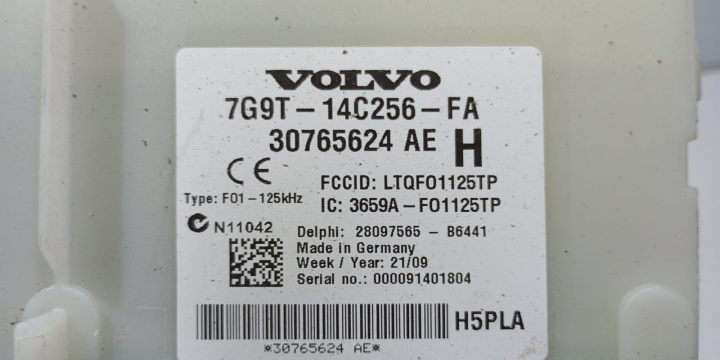 VOLVO
7G9T-14C256-FA
30765624 AE H
CE
FCCID: LTQFO1125TP
Type: FO1-125kHz
IC: 3659A-FO1125TP
N11042
Delphi: 28097565 - B6441
Made in Germany
Week / Year: 21/09
Serial no.: 000091401804
H5PLA
*30765624 AE*